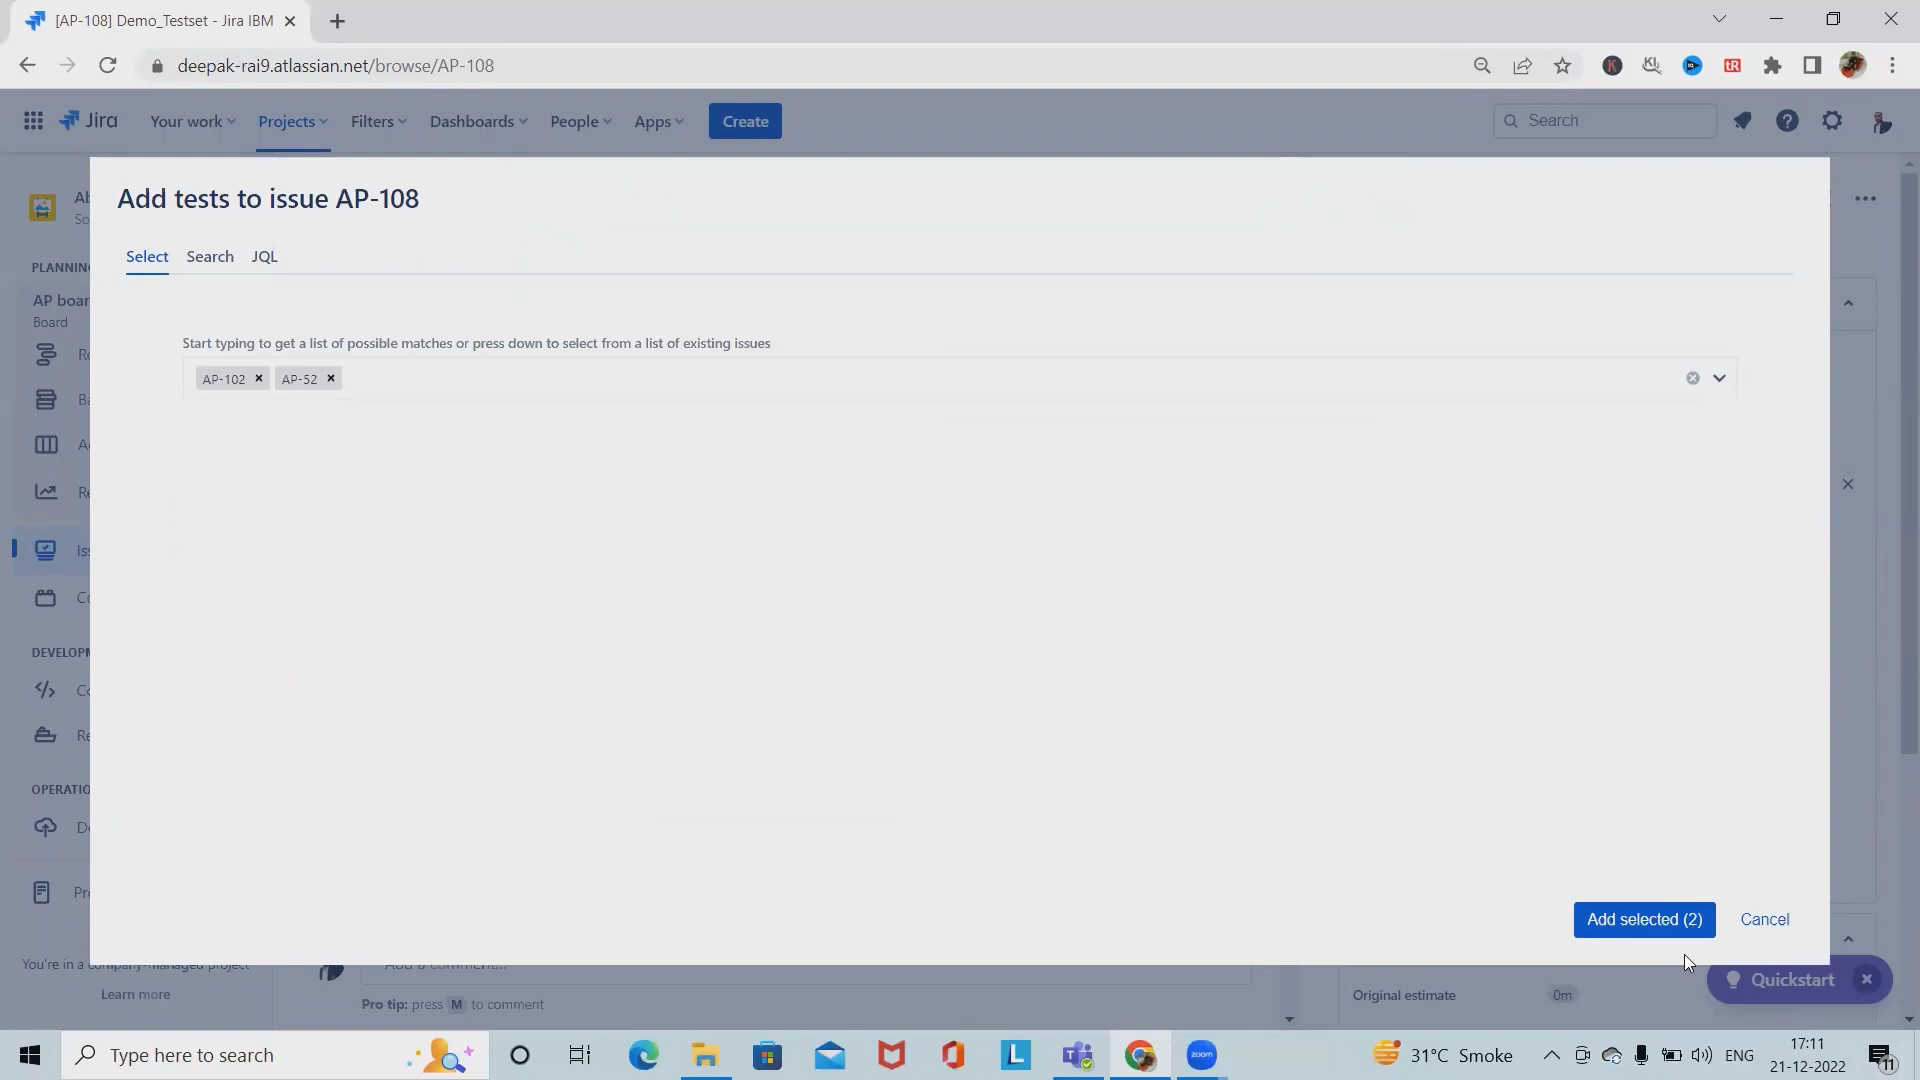 [AP-108] Demo_Testset - Jira IBM
deepak-rai9.atlassian.net/browse/AP-108
Jira
Your work
Projects
Filters
Dashboards
People
Apps
Create
Search
Add tests to issue AP-108
Select
Search
JQL
PLANNIN
AP boar
Board
Start typing to get a list of possible matches or press down to select from a list of existing issues
AP-102
AP-52
DEVELOPM
OPERATIO
Add selected (2)
Cancel
You're in a company-managed project
Learn more
Add a comment...
Pro tip: press M to comment
Original estimate
0m
Quickstart
Type here to search
zoom
31°C Smoke
ENG
17:11
21-12-2022
11